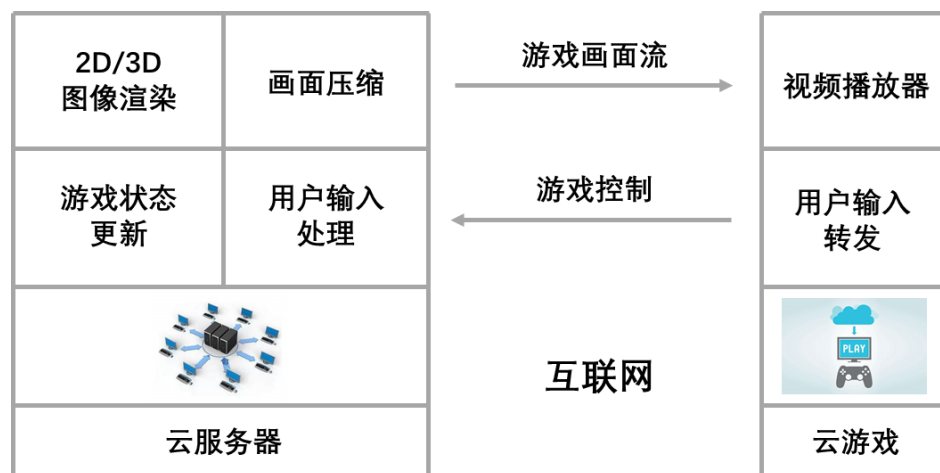 2D/3D
图像渲染
画面压缩
游戏画面流
视频播放器
游戏状态
更新
用户输入
处理
游戏控制
用户输入
转发
PLAY
互联网
云服务器
云游戏